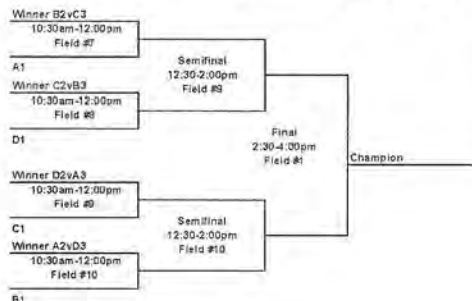 Winner B2vC3
10:30am-12:00pm
Field #7
A1
Winner C2vB3
10:30am-12:00pm
Field #8
D1
Semifinal
12:30-2:00pm
Field #9
Final
2:30-4:00pm
Field #1
Champion
Winner D2vA3
10:30am-12:00pm
Field #9
C1
Winner A2vD3
10:30am-12:00pm
Field #10
B1
Semifinal
12:30-2:00pm
Field #10